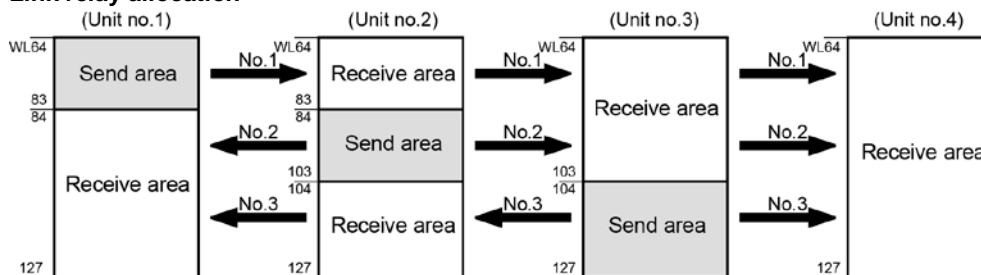 Link relay allocation
(Unit no.1) (Unit no.2) (Unit no.3) (Unit no.4)
WL64 WL64 WL64 WL64
No.1 No.1 No.1
Send area Receive area
Receive area
83 83
84 84
No.2 No.2 No.2
Send area
Receive area
Receive area
103 103
104 104
No.3 No.3 No.3
Receive area Send area
127 127 127 127